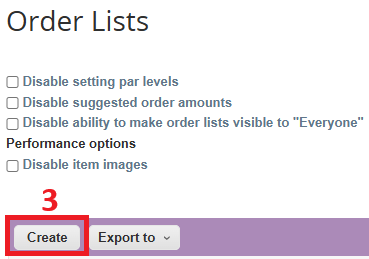 Order Lists
Disable setting par levels
Disable suggested order amounts
Disable ability to make order lists visible to "Everyone"
Performance options
Disable item images
3
Create Export to